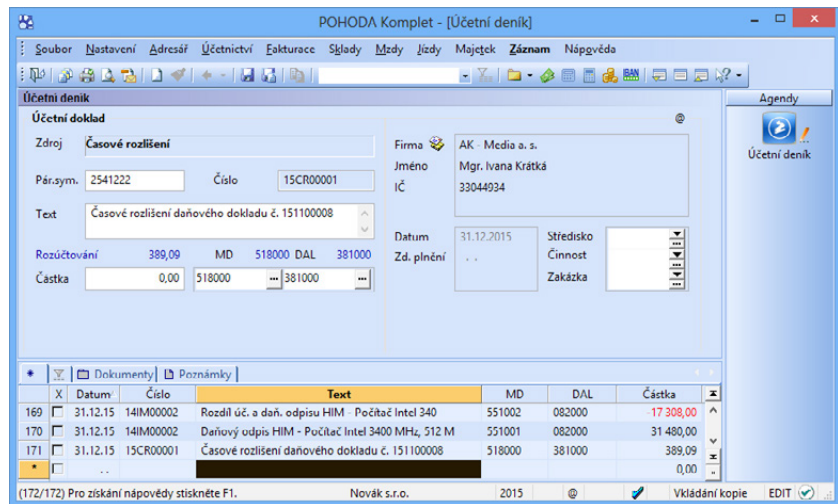 POHODA Komplet - [Účetní deník]
Soubor Nastavení Adresář Účetnictví Fakturace Sklady Mzdy Jízdy Majetek Záznam Nápověda
Účetní deník
Agendy
Účetní deník
Účetní doklad @
Zdroj Časové rozlišení
Pár.sym. 2541222 Číslo 15CR00001
Text Časové rozlišení daňového dokladu č. 151100008
Rozúčtování 389,09 MD 518000 DAL 381000
Částka 0,00 518000 381000
Firma AK - Media a. s.
Jméno Mgr. Ivana Krátká
IČ 33044934
Datum 31.12.2015 Středisko
Zd. plnění . . Činnost
Zakázka
* Dokumenty Poznámky
X Datum Číslo Text MD DAL Částka
169 31.12.15 14IM00002 Rozdíl úč. a daň. odpisu HIM - Počítač Intel 340 551002 082000 -17 308,00
170 31.12.15 14IM00002 Daňový odpis HIM - Počítač Intel 3400 MHz, 512 M 551001 082000 31 480,00
171 31.12.15 15CR00001 Časové rozlišení daňového dokladu č. 151100008 518000 381000 389,09
* . . 0,00
(172/172) Pro získání nápovědy stiskněte F1. Novák s.r.o. 2015 @ Vkládání kopie EDIT